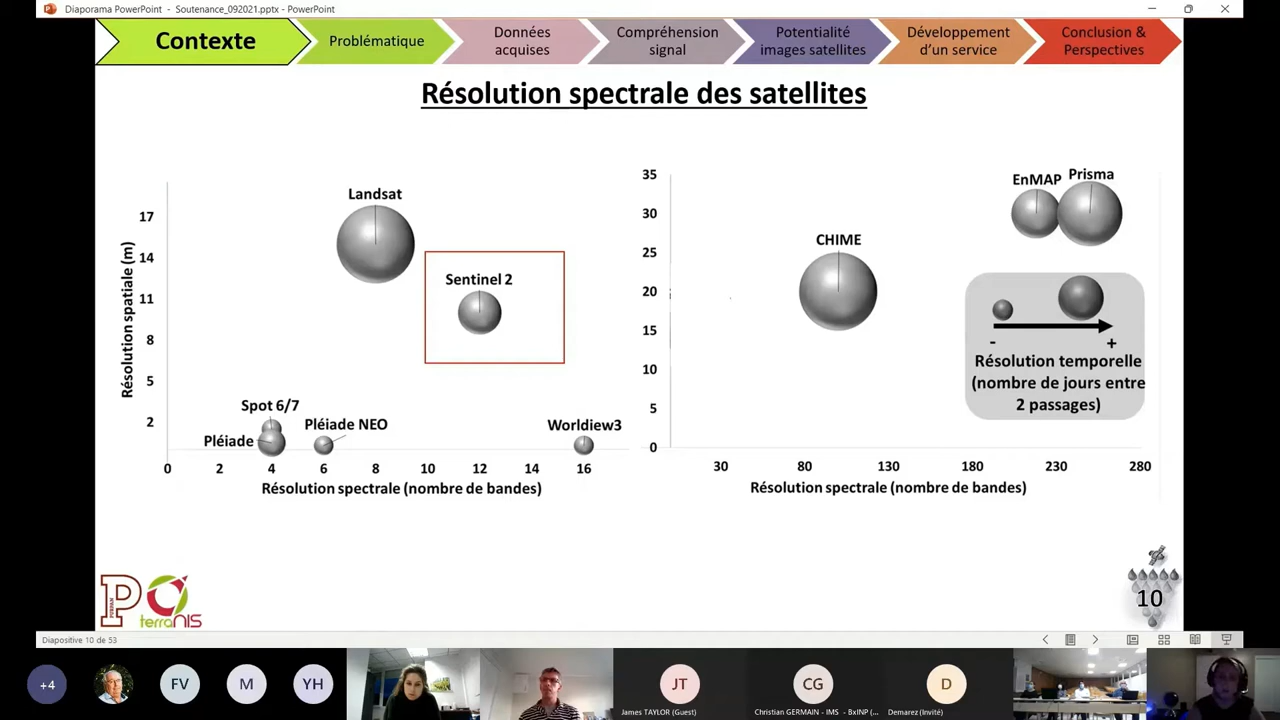 Diaporama PowerPoint - Soutenance_092021.pptx - PowerPoint
Contexte
Problématique
Données
acquises
Compréhension
signal
Potentialité
images satellites
Développement
d'un service
Conclusion &
Perspectives
Résolution spectrale des satellites
Résolution spatiale (m)
17
14
11
8
5
2
Landsat
Sentinel 2
Spot 6/7
Pléiade
Pléiade NEO
Worldiew3
0 2 4 6 8 10 12 14 16
Résolution spectrale (nombre de bandes)
35
30
25
20
15
10
5
0
EnMAP
Prisma
CHIME
- +
Résolution temporelle
(nombre de jours entre
2 passages)
30 80 130 180 230 280
Résolution spectrale (nombre de bandes)
P
PURPAN
terraNIS
10
Diapositive 10 de 53
+4
FV
M
YH
JT
James TAYLOR (Guest)
CG
Christian GERMAIN - IMS - BxINP (...
D
Demarez (Invité)